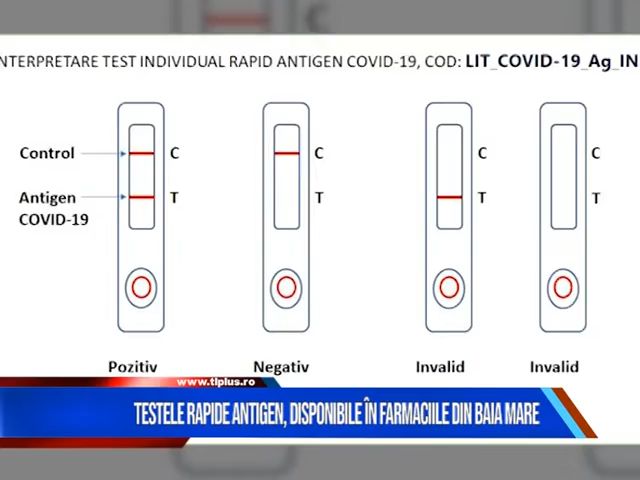 C
NTERPRETARE TEST INDIVIDUAL RAPID ANTIGEN COVID-19, COD: LIT_COVID-19_Ag_IN
Control
C
C
C
C
Antigen
COVID-19
T
T
T
T
Pozitiv
Negativ
Invalid
Invalid
www.tlplus.ro
TESTELE RAPIDE ANTIGEN, DISPONIBILE ÎN FARMACIILE DIN BAIA MARE